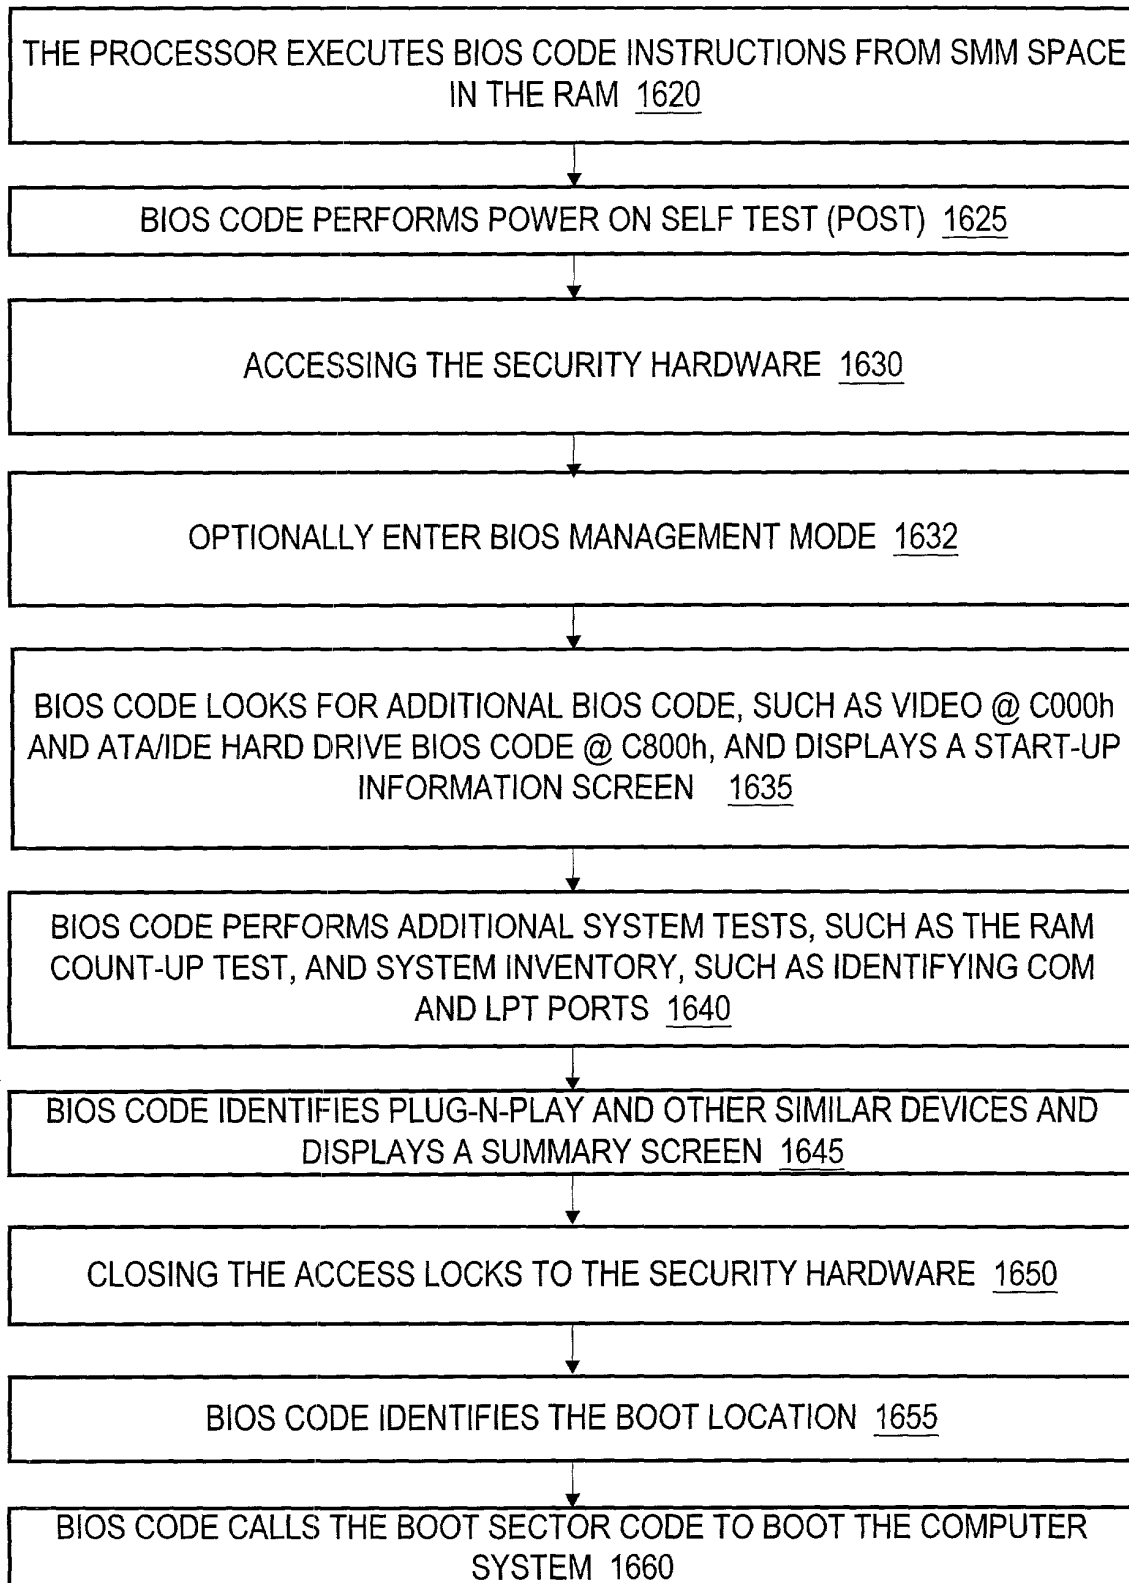 THE PROCESSOR EXECUTES BIOS CODE INSTRUCTIONS FROM SMM SPACE
IN THE RAM 1620
BIOS CODE PERFORMS POWER ON SELF TEST (POST) 1625
ACCESSING THE SECURITY HARDWARE 1630
OPTIONALLY ENTER BIOS MANAGEMENT MODE 1632
BIOS CODE LOOKS FOR ADDITIONAL BIOS CODE, SUCH AS VIDEO @ C000h
AND ATA/IDE HARD DRIVE BIOS CODE @ C800h, AND DISPLAYS A START-UP
INFORMATION SCREEN 1635
BIOS CODE PERFORMS ADDITIONAL SYSTEM TESTS, SUCH AS THE RAM
COUNT-UP TEST, AND SYSTEM INVENTORY, SUCH AS IDENTIFYING COM
AND LPT PORTS 1640
BIOS CODE IDENTIFIES PLUG-N-PLAY AND OTHER SIMILAR DEVICES AND
DISPLAYS A SUMMARY SCREEN 1645
CLOSING THE ACCESS LOCKS TO THE SECURITY HARDWARE 1650
BIOS CODE IDENTIFIES THE BOOT LOCATION 1655
BIOS CODE CALLS THE BOOT SECTOR CODE TO BOOT THE COMPUTER
SYSTEM 1660